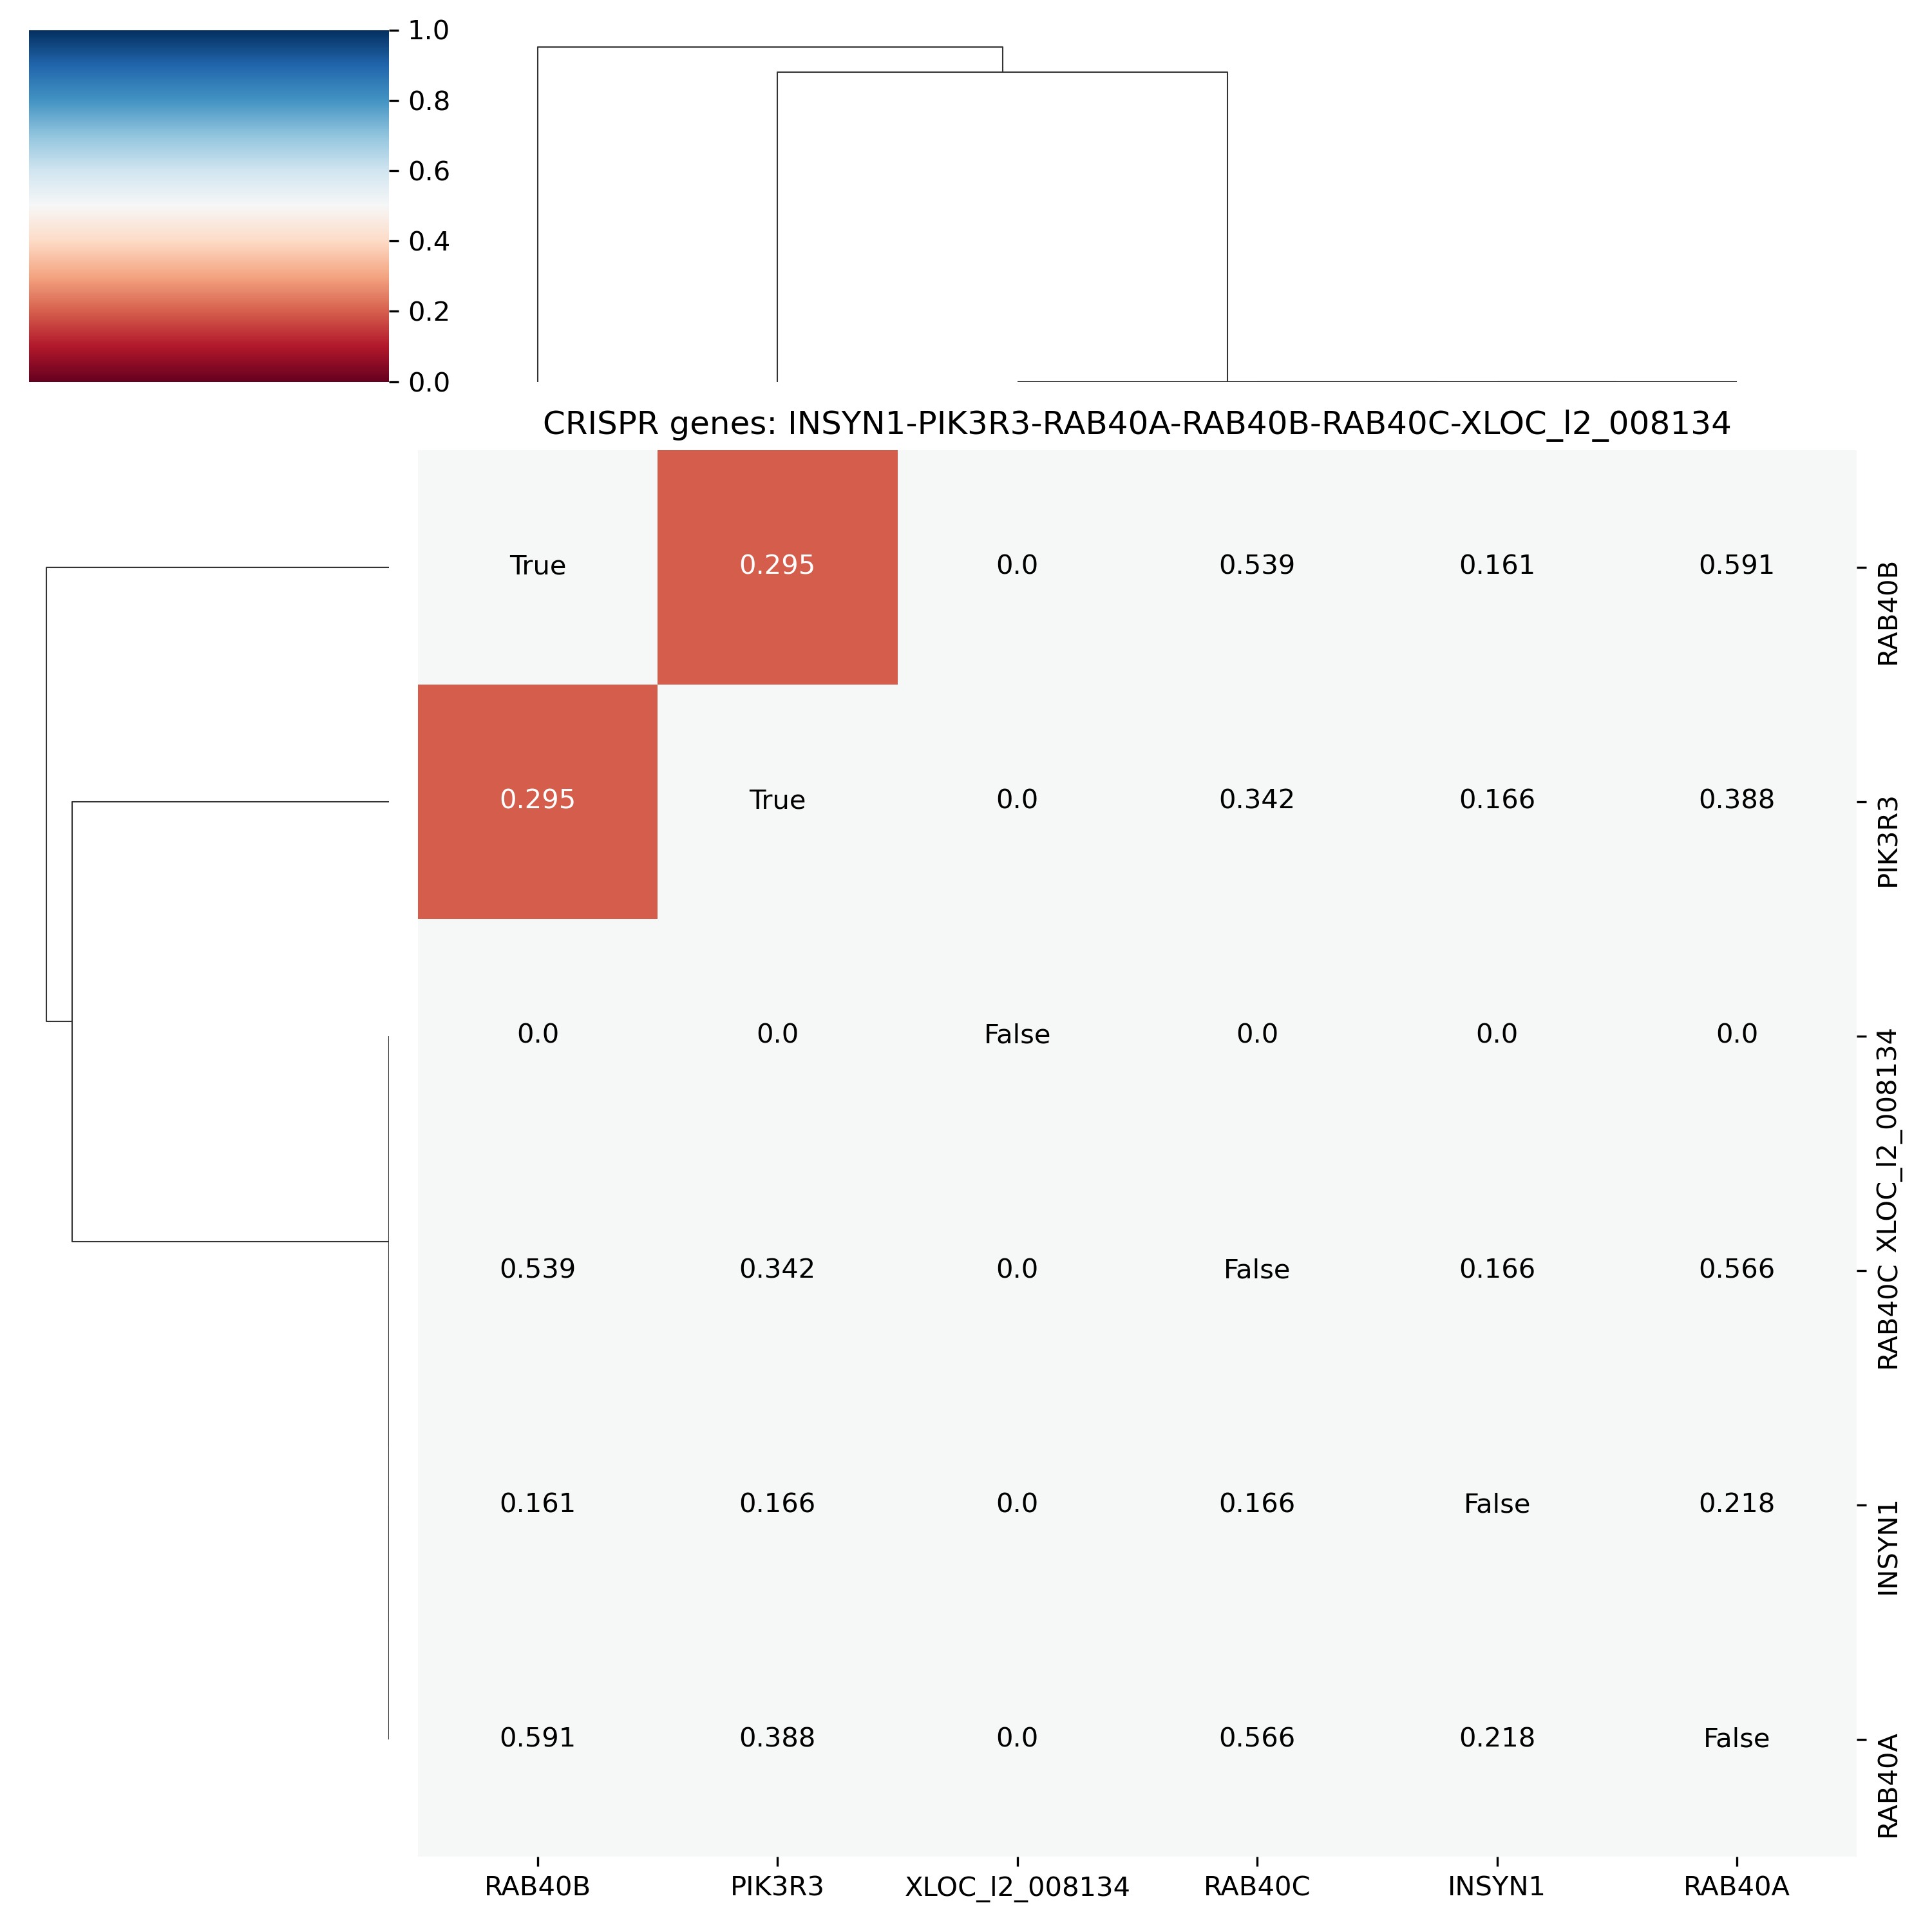 1.0
0.8
0.6
0.4
0.2
0.0
CRISPR genes: INSYN1-PIK3R3-RAB40A-RAB40B-RAB40C-XLOC_l2_008134
True 0.295 0.0 0.539 0.161 0.591
RAB40B
0.295 True 0.0 0.342 0.166 0.388
PIK3R3
0.0 0.0 False 0.0 0.0 0.0
XLOC_l2_008134
0.539 0.342 0.0 False 0.166 0.566
RAB40C
0.161 0.166 0.0 0.166 False 0.218
INSYN1
0.591 0.388 0.0 0.566 0.218 False
RAB40A
RAB40B PIK3R3 XLOC_l2_008134 RAB40C INSYN1 RAB40A